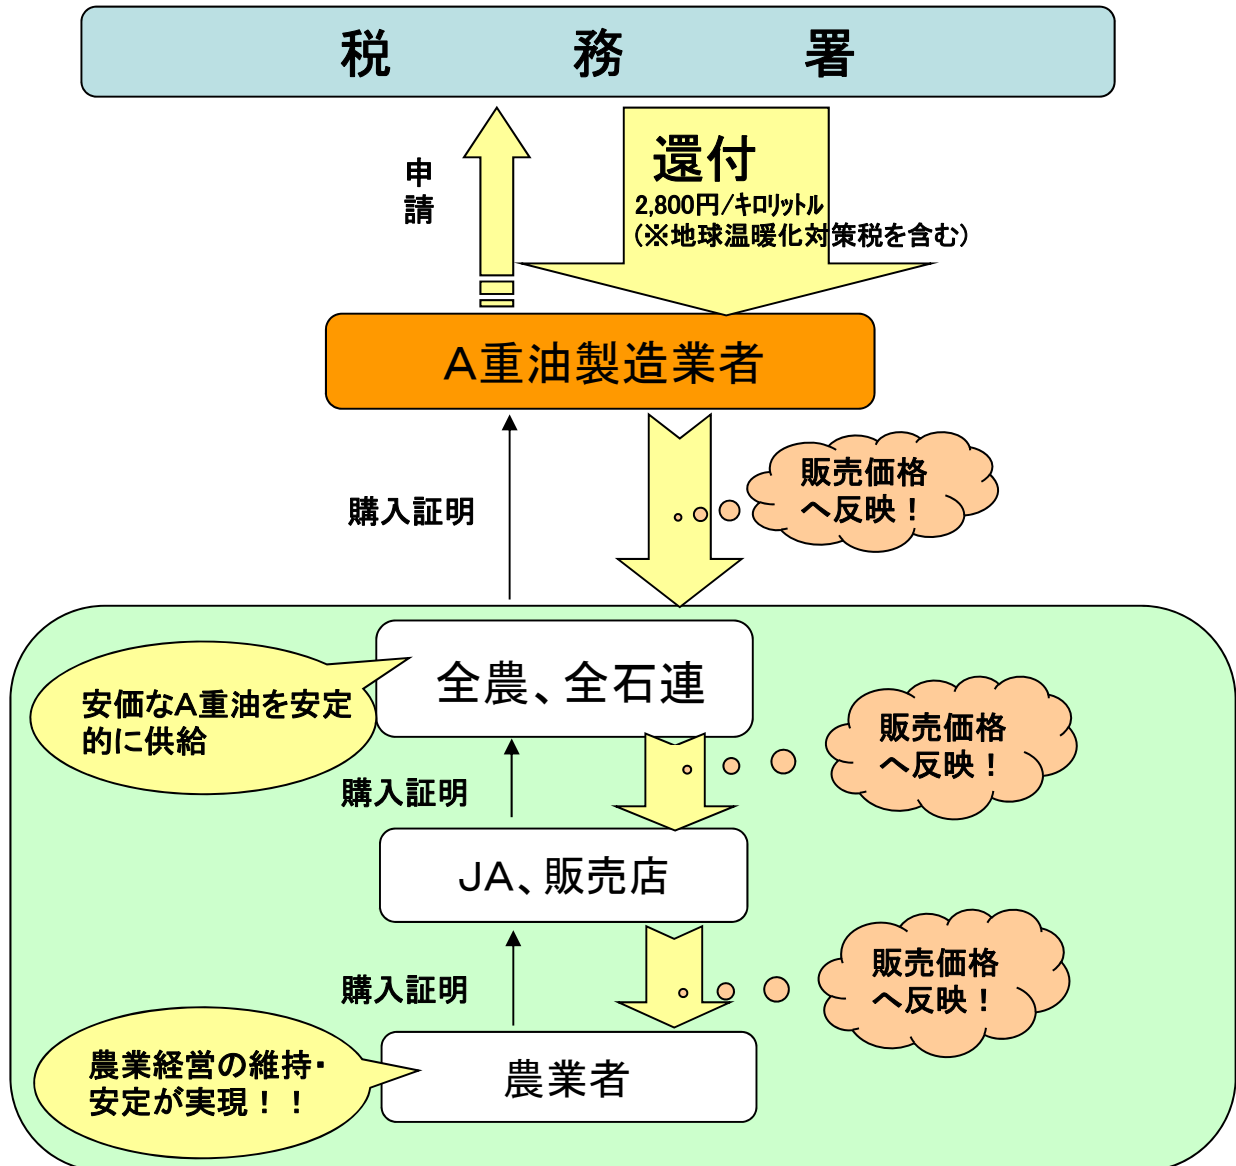 税　務　署
申
請
還付
2,800円/ｷﾛﾘｯﾄﾙ
(※地球温暖化対策税を含む)
A重油製造業者
購入証明
販売価格
へ反映！
全農、全石連
安価なA重油を安定
的に供給
販売価格
へ反映！
購入証明
JA、販売店
購入証明
販売価格
へ反映！
農業経営の維持・
安定が実現！！
農業者